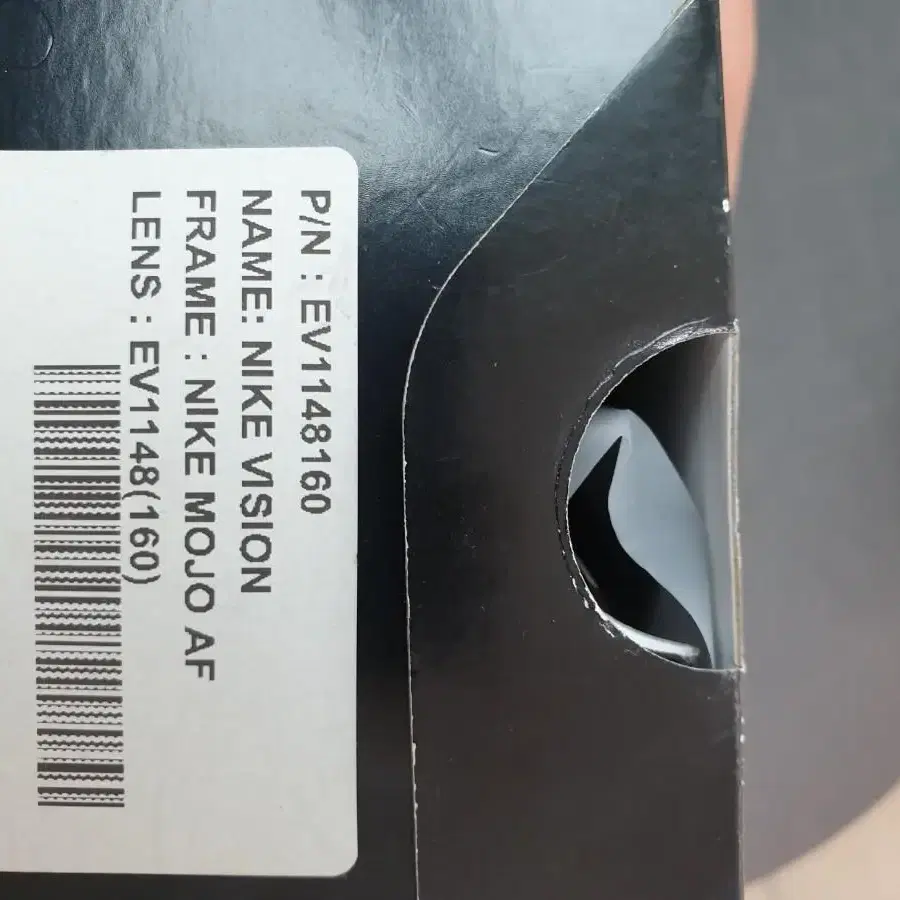 P/N : EV1148160
NAME: NIKE VISION
FRAME : NIKE MOJO AF
LENS : EV1148(160)